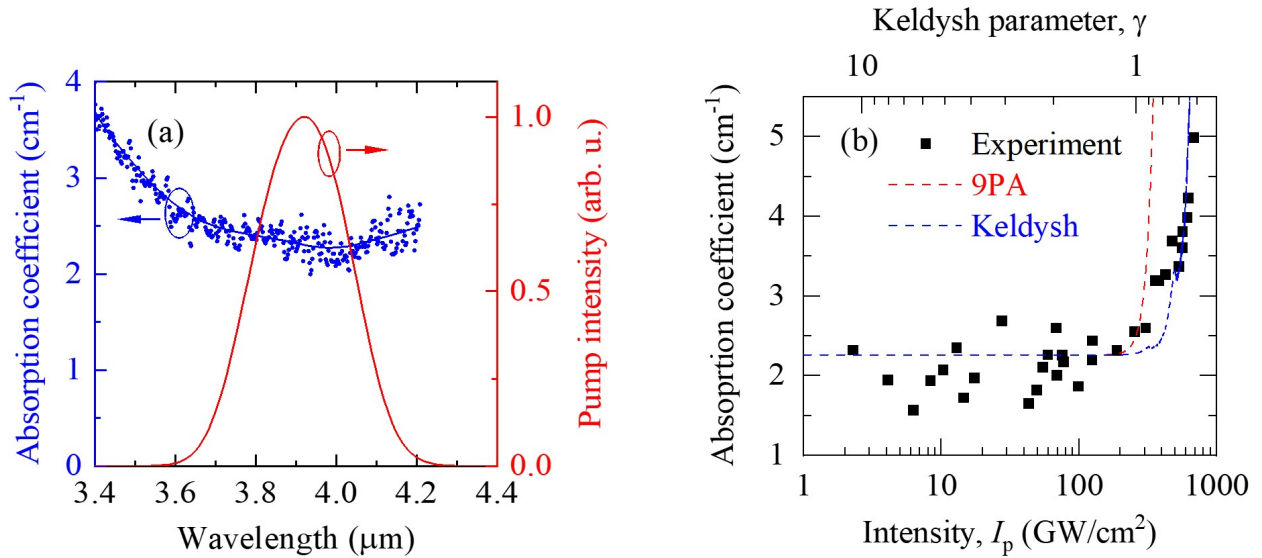 (a)
Absorption coefficient (cm-1)
4
3
2
1
0
3.4 3.6 3.8 4.0 4.2 4.4
Wavelength (μm)
1.0
0.5
0.0
Pump intensity (arb. u.)
Keldysh parameter, γ
10 1
(b)
Experiment
9PA
Keldysh
Absoprtion coefficient (cm-1)
5
4
3
2
1
1 10 100 1000
Intensity, Ip (GW/cm2)